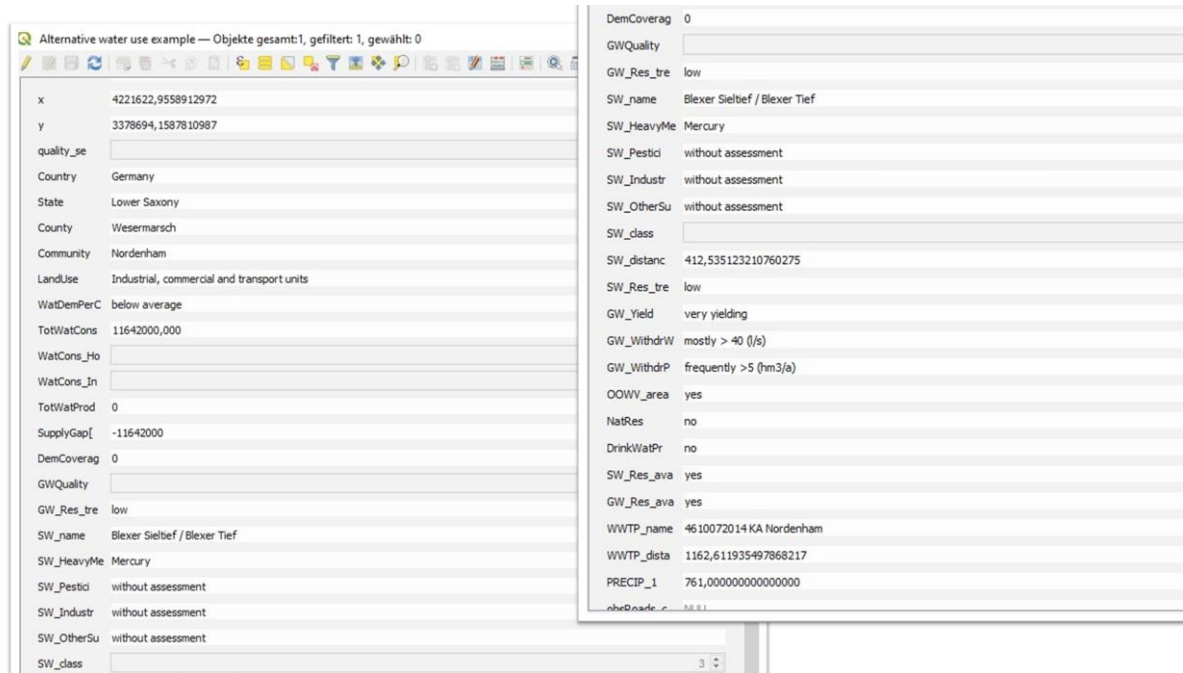 Alternative water use example — Objekte gesamt:1, gefiltert: 1, gewählt: 0
x 4221622,9558912972
y 3378694,1587810987
quality_se
Country Germany
State Lower Saxony
County Wesermarsch
Community Nordenham
LandUse Industrial, commercial and transport units
WatDemPerC below average
TotWatCons 11642000,000
WatCons_Ho
WatCons_In
TotWatProd 0
SupplyGap[ -11642000
DemCoverag 0
GWQuality
GW_Res_tre low
SW_name Blexer Sieltief / Blexer Tief
SW_HeavyMe Mercury
SW_Pestici without assessment
SW_Industr without assessment
SW_OtherSu without assessment
SW_class 3
DemCoverag 0
GWQuality
GW_Res_tre low
SW_name Blexer Sieltief / Blexer Tief
SW_HeavyMe Mercury
SW_Pestici without assessment
SW_Industr without assessment
SW_OtherSu without assessment
SW_class
SW_distanc 412,535123210760275
SW_Res_tre low
GW_Yield very yielding
GW_WithdrW mostly > 40 (l/s)
GW_WithdrP frequently >5 (hm3/a)
OOWV_area yes
NatRes no
DrinkWatPr no
SW_Res_ava yes
GW_Res_ava yes
WWTP_name 4610072014 KA Nordenham
WWTP_dista 1162,611935497868217
PRECIP_1 761,000000000000000